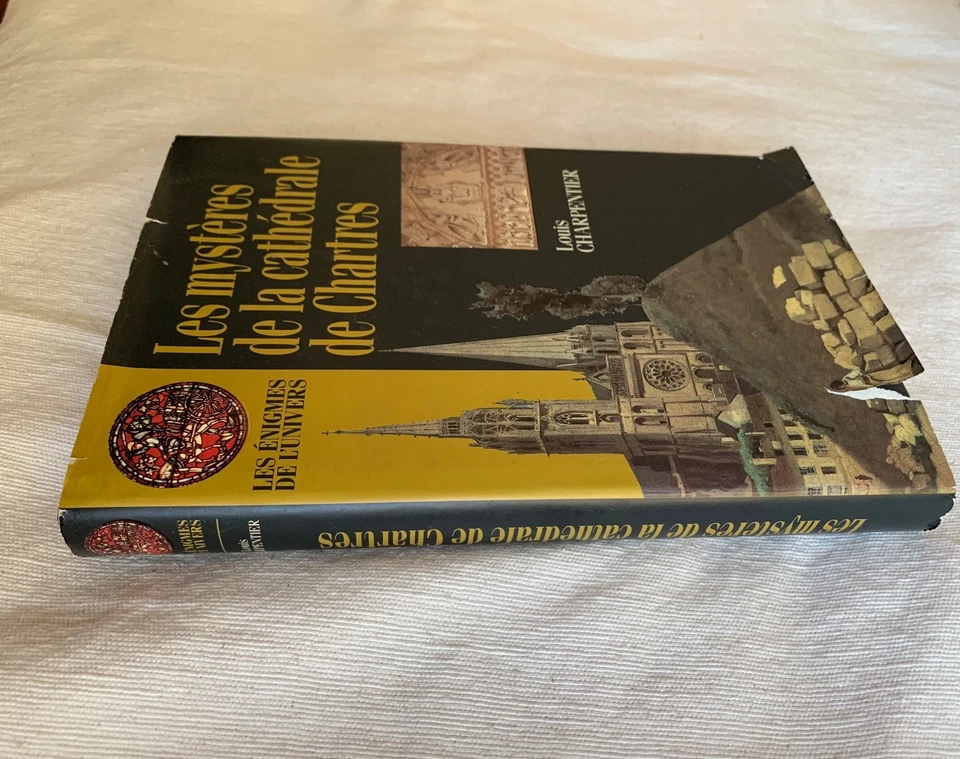 Les mystères
de la cathédrale
de Chartres
Louis
CHARPENTIER
LES ÉNIGMES
DE L'UNIVERS
Les mystères de la cathédrale de Chartres